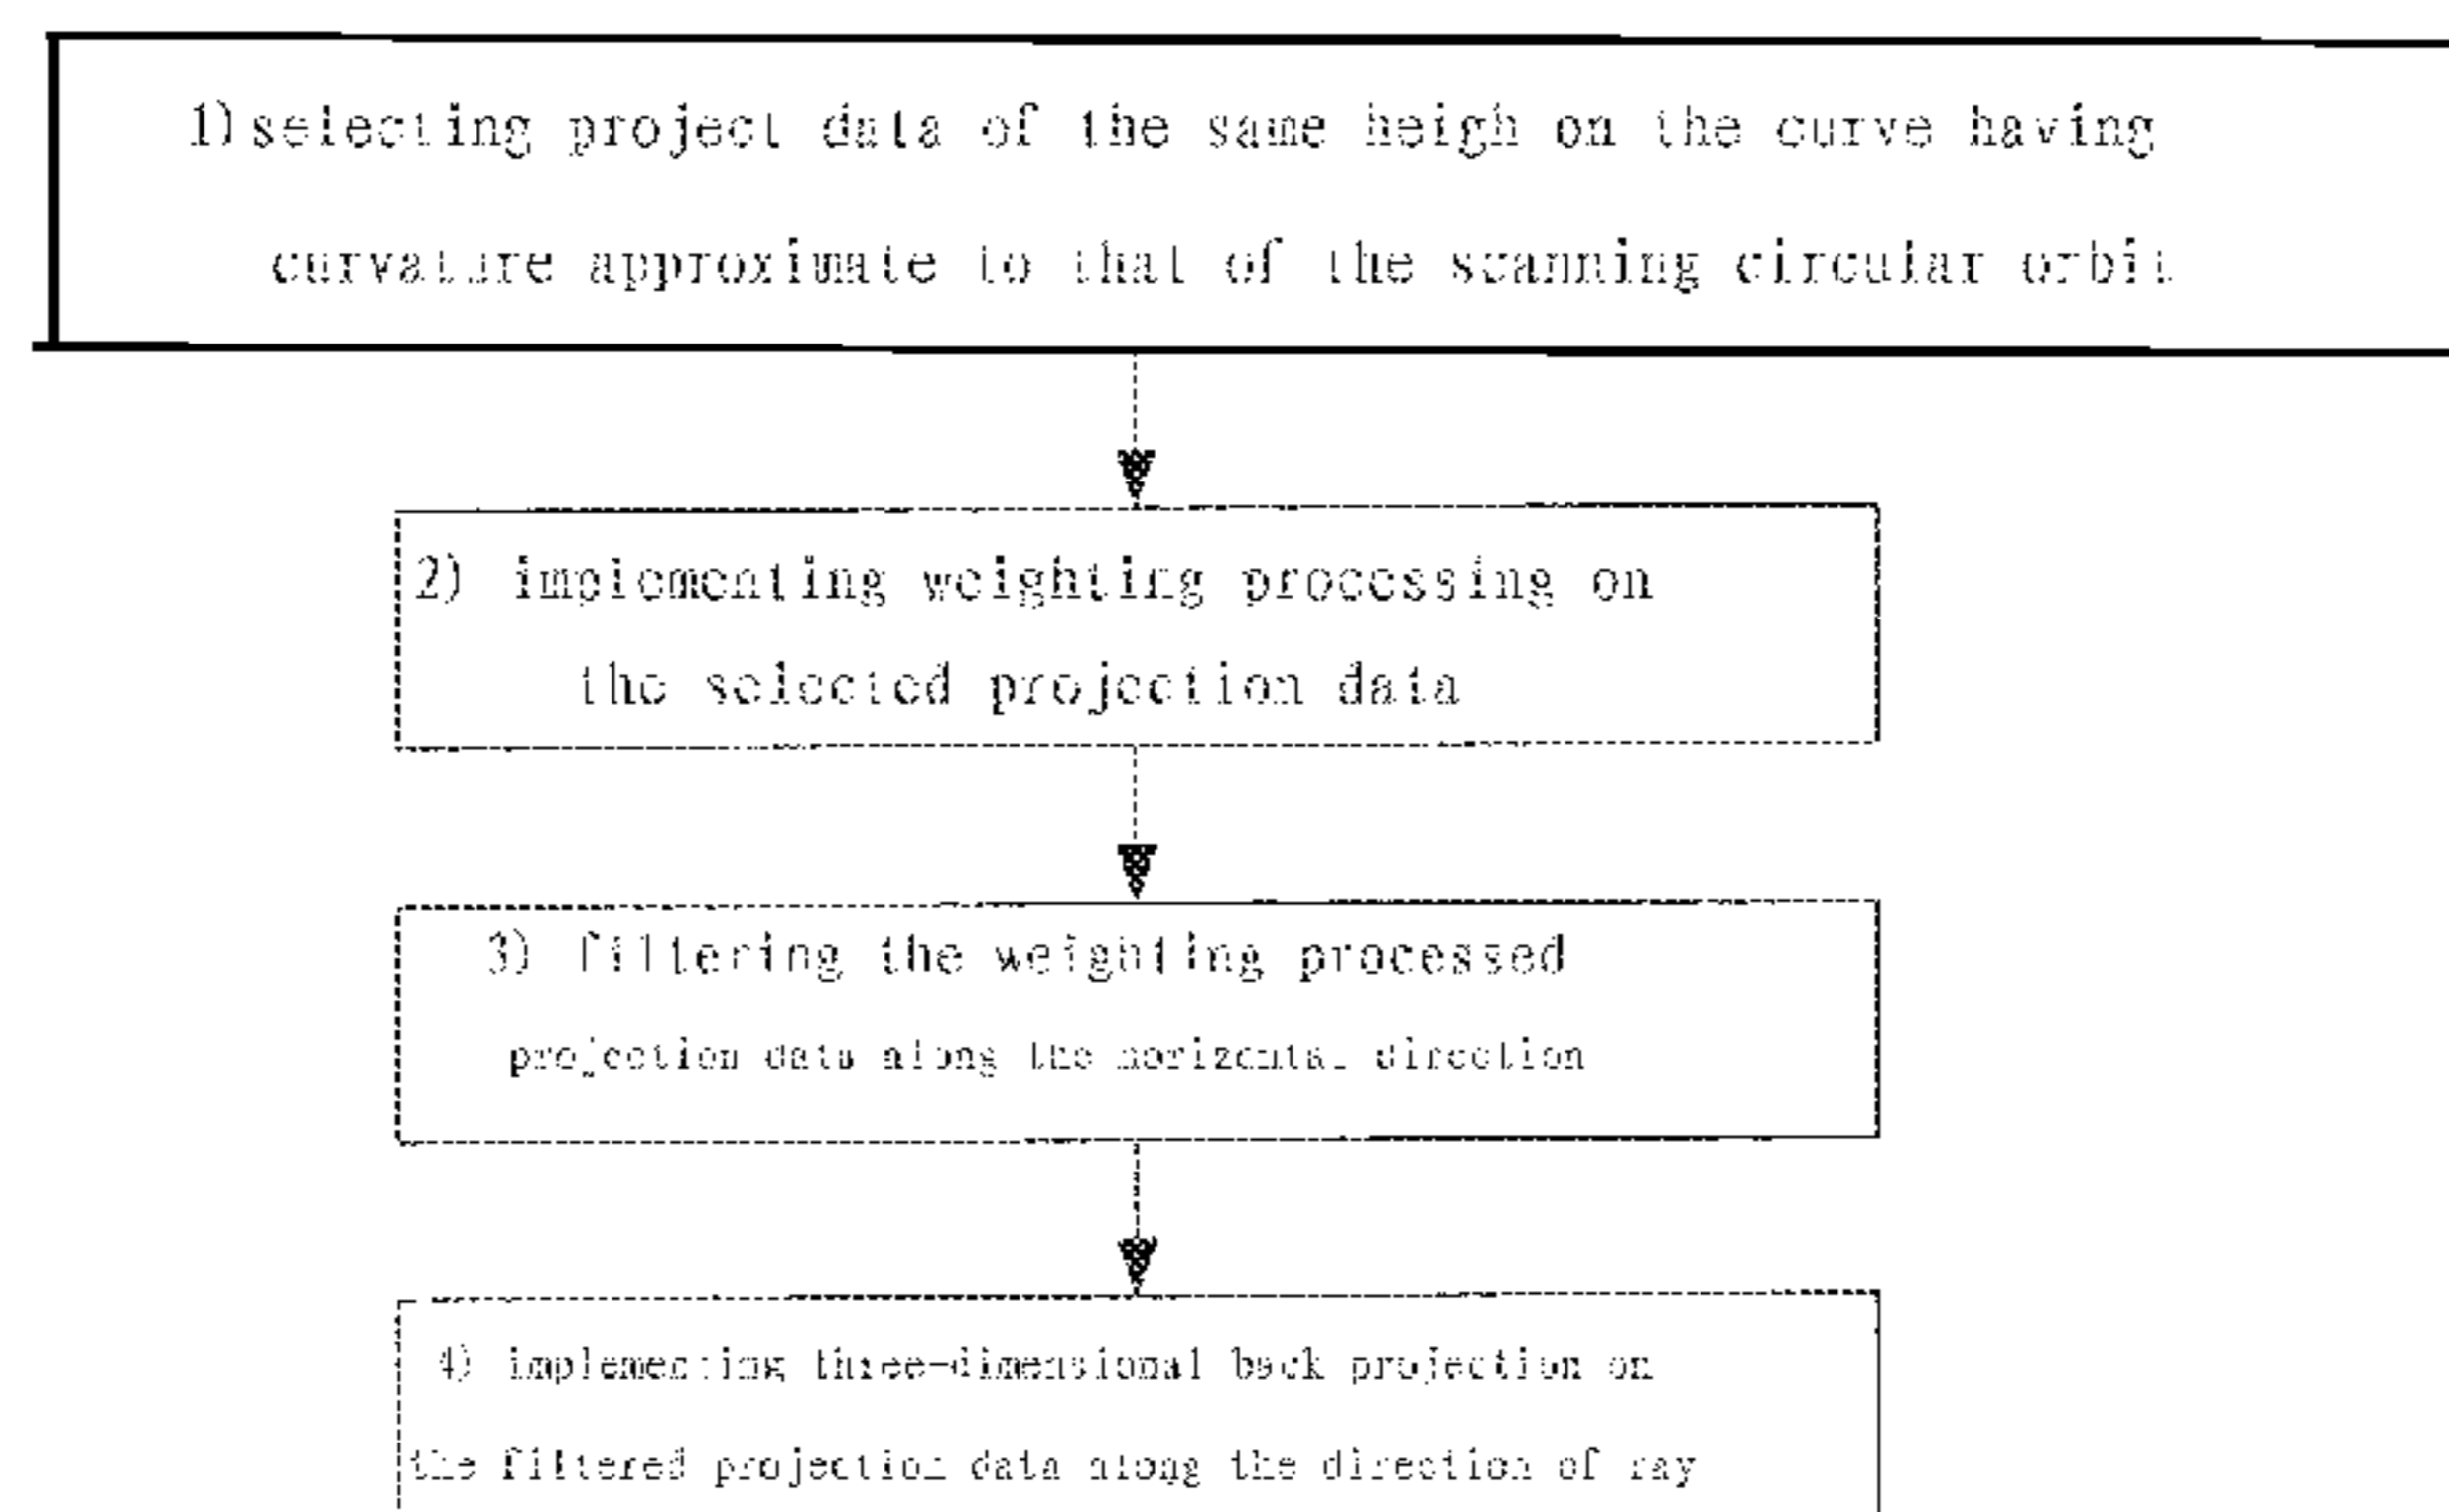 1)selecting project data of the same heigh on the curve having
curvature approximate to that of the scanning circular orbit
2) implementing weighting processing on
the selected projection data
3) filtering the weighting processed
projection data along the horizontal direction
4) implementing three-dimensional back projection on
the filtered projection data along the direction of ray